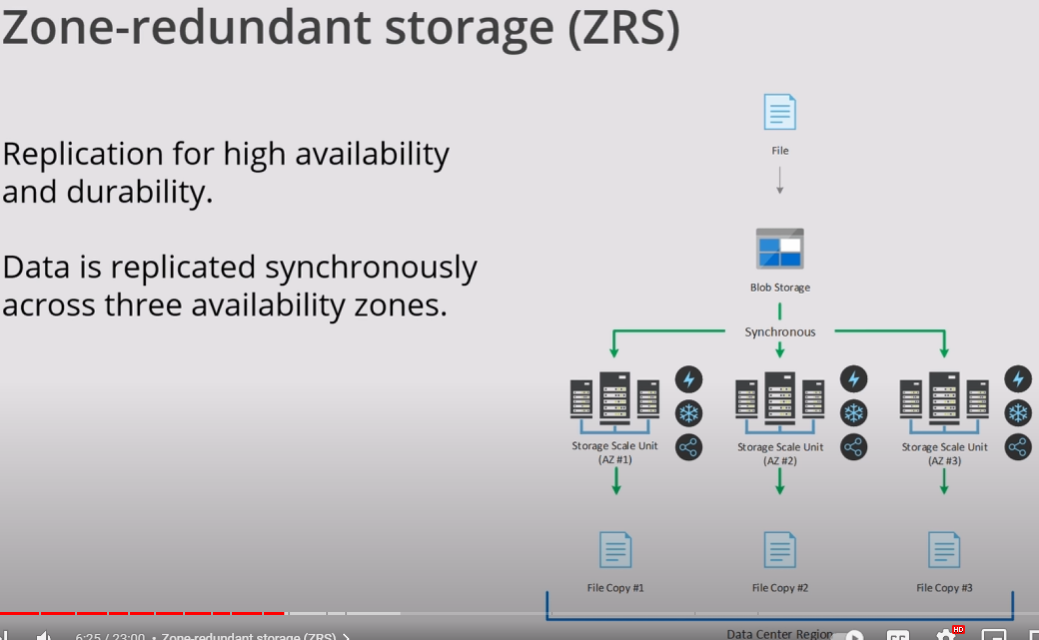 Zone-redundant storage (ZRS)
Replication for high availability
and durability.
Data is replicated synchronously
across three availability zones.
File
Blob Storage
Synchronous
Storage Scale Unit
(AZ #1)
Storage Scale Unit
(AZ #2)
Storage Scale Unit
(AZ #3)
File Copy #1
File Copy #2
File Copy #3
Data Center Region
6:25 / 23:00 • Zone-redundant storage (ZRS)
CC
HD